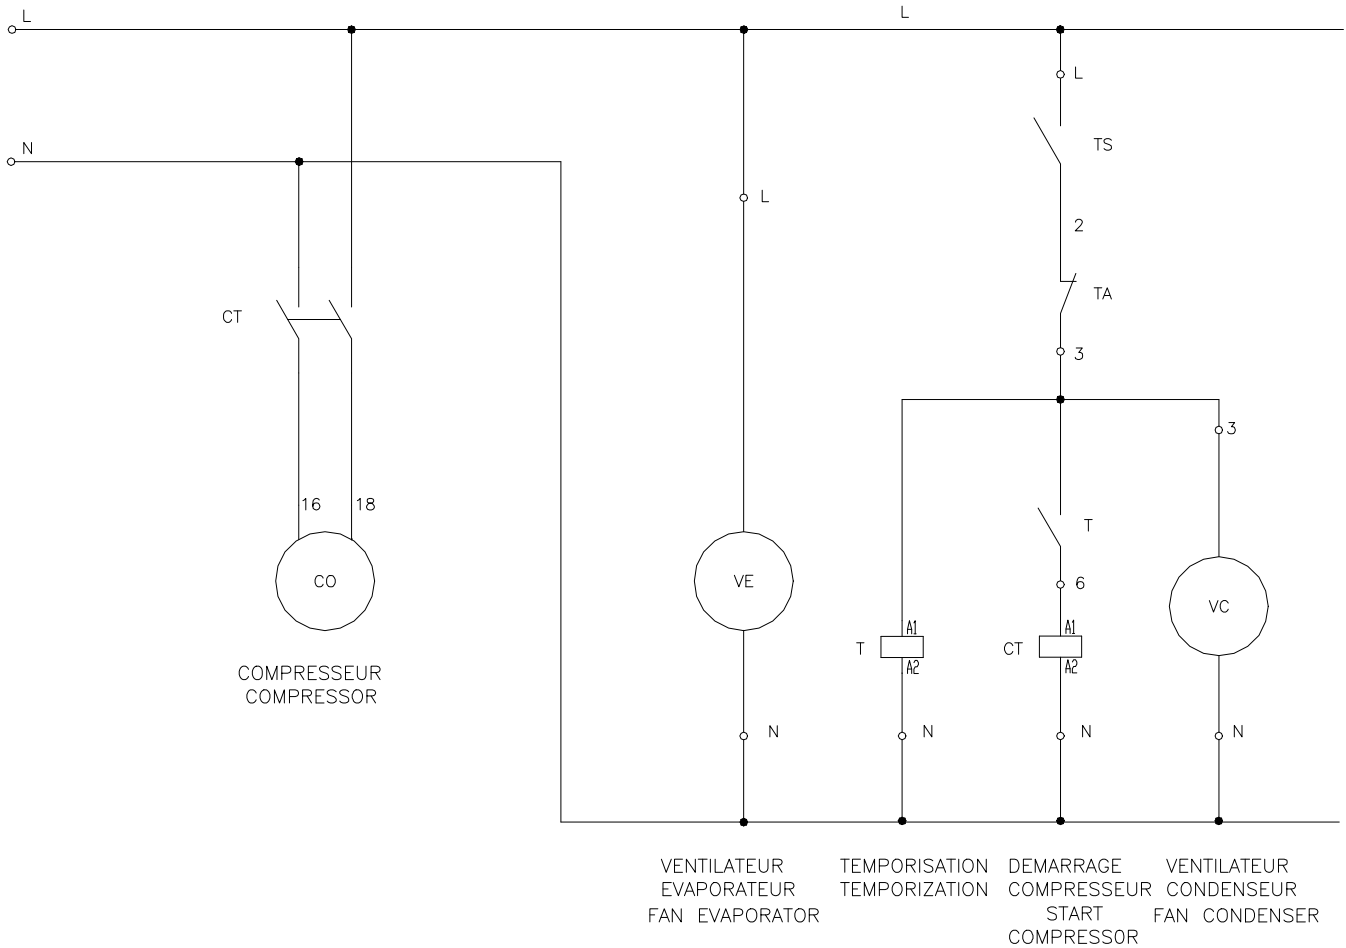 L
L
L
N
TS
L
2
TA
CT
3
3
16
18
T
CO
VE
6
VC
A1
A1
T
CT
A2
A2
COMPRESSEUR
COMPRESSOR
N
N
N
N
VENTILATEUR
EVAPORATEUR
FAN EVAPORATOR
TEMPORISATION
TEMPORIZATION
DEMARRAGE
COMPRESSEUR
START
COMPRESSOR
VENTILATEUR
CONDENSEUR
FAN CONDENSER